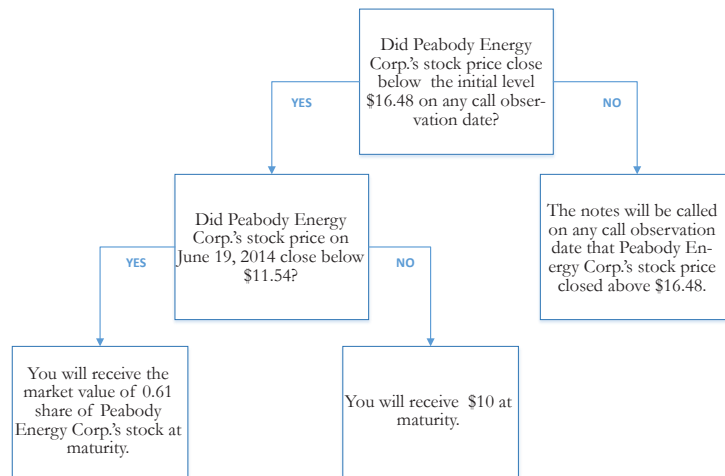 Did Peabody Energy
Corp.'s stock price close
below the initial level
$16.48 on any call obser-
vation date?
YES
NO
Did Peabody Energy
Corp.'s stock price on
June 19, 2014 close below
$11.54?
The notes will be called
on any call observation
date that Peabody En-
ergy Corp.'s stock price
closed above $16.48.
YES
NO
You will receive the
market value of 0.61
share of Peabody
Energy Corp.'s stock at
maturity.
You will receive $10 at
maturity.